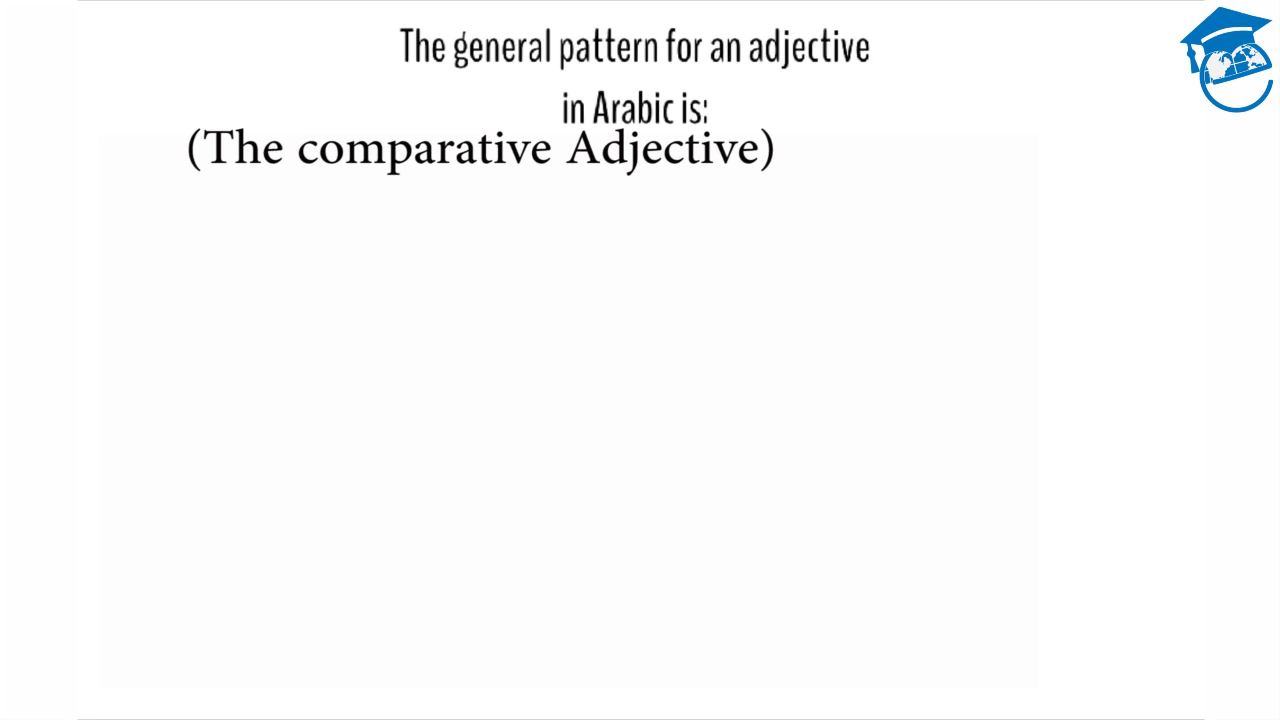 The general pattern for an adjective
in Arabic is:
(The comparative Adjective)